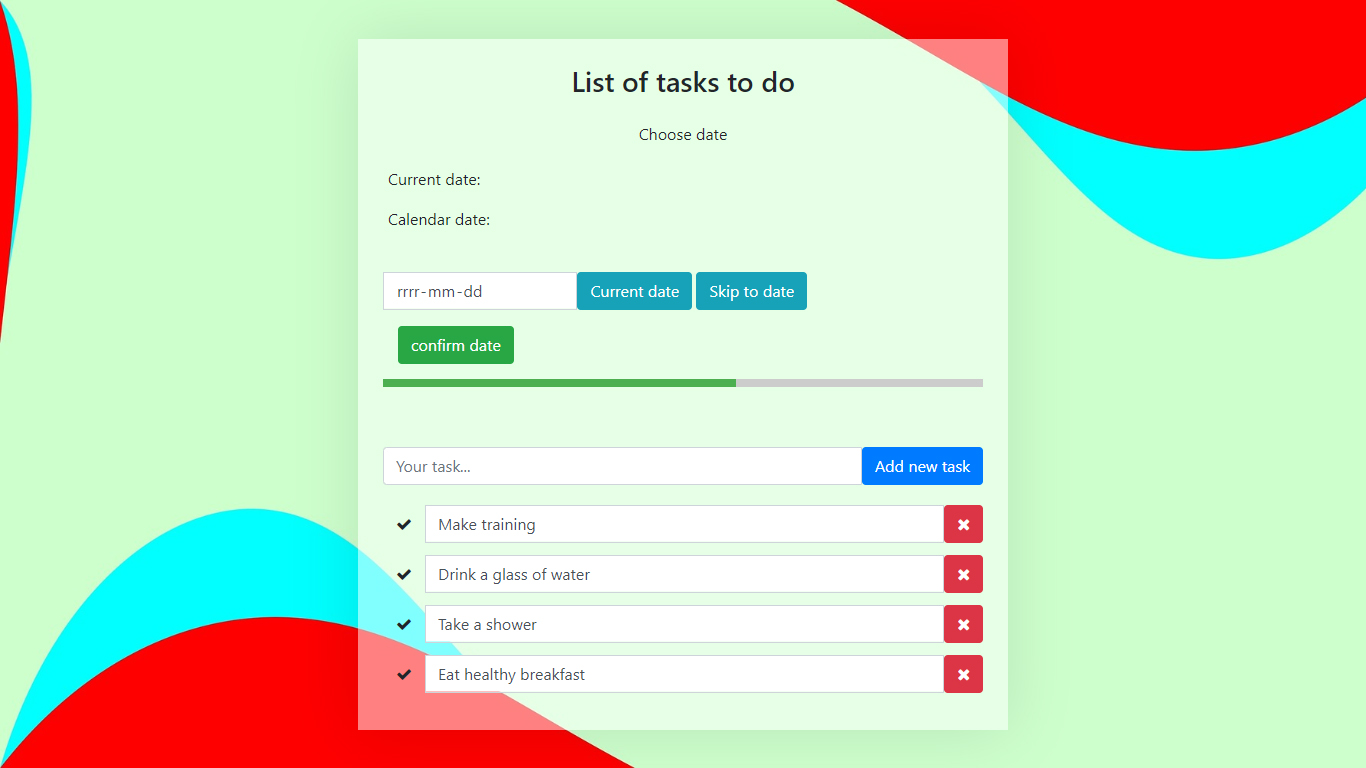 List of tasks to do
Choose date
Current date:
Calendar date:
rrrr-mm-dd Current date Skip to date
confirm date
Your task... Add new task
Make training
Drink a glass of water
Take a shower
Eat healthy breakfast